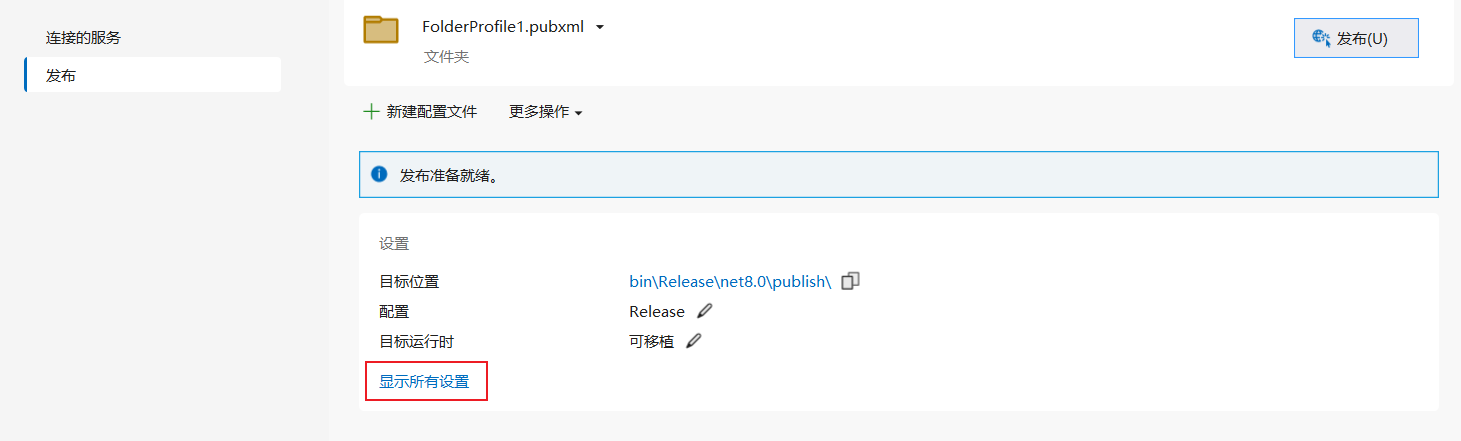 连接的服务
发布
FolderProfile1.pubxml
文件夹
发布(U)
新建配置文件 更多操作
发布准备就绪。
设置
目标位置 bin\Release\net8.0\publish\
配置 Release
目标运行时 可移植
显示所有设置